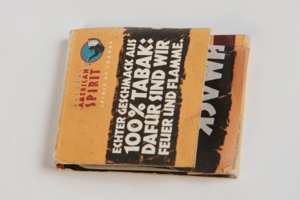 AMERICAN
SPIRIT
ECHTER GESCHMACK AUS
100% TABAK:
DAFÜR SIND WIR
FEUER UND FLAMME.